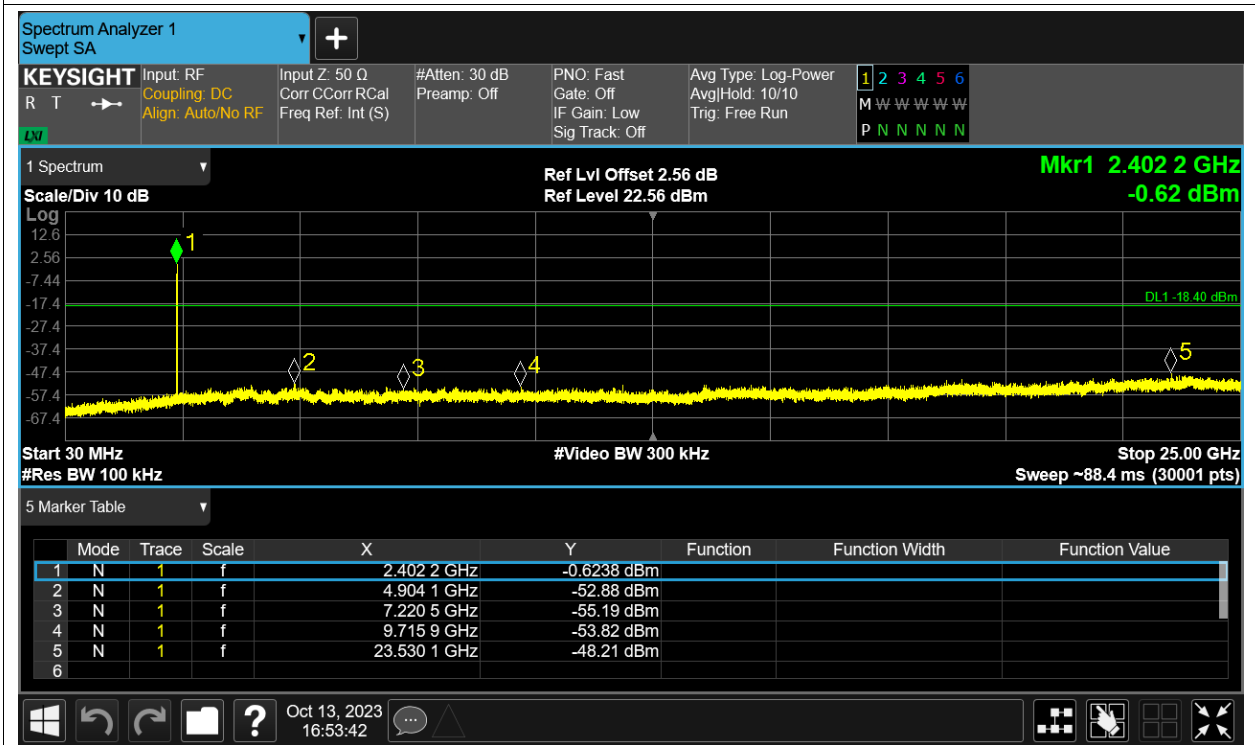 Spectrum Analyzer 1
Swept SA
KEYSIGHT
R T
LXI
Input: RF
Coupling: DC
Align: Auto/No RF
Input Z: 50 Ω
Corr CCorr RCal
Freq Ref: Int (S)
#Atten: 30 dB
Preamp: Off
PNO: Fast
Gate: Off
IF Gain: Low
Sig Track: Off
Avg Type: Log-Power
Avg|Hold: 10/10
Trig: Free Run
1 2 3 4 5 6
M W W W W W
P N N N N N
1 Spectrum
Scale/Div 10 dB
Ref Lvl Offset 2.56 dB
Ref Level 22.56 dBm
Mkr1 2.402 2 GHz
-0.62 dBm
Log
12.6
2.56
-7.44
-17.4
-27.4
-37.4
-47.4
-57.4
-67.4
1
2
3
4
5
DL1 -18.40 dBm
Start 30 MHz
#Video BW 300 kHz
Stop 25.00 GHz
#Res BW 100 kHz
Sweep ~88.4 ms (30001 pts)
5 Marker Table
Mode Trace Scale X Y Function Function Width Function Value
1 N 1 f 2.402 2 GHz -0.6238 dBm
2 N 1 f 4.904 1 GHz -52.88 dBm
3 N 1 f 7.220 5 GHz -55.19 dBm
4 N 1 f 9.715 9 GHz -53.82 dBm
5 N 1 f 23.530 1 GHz -48.21 dBm
6
?
Oct 13, 2023
16:53:42